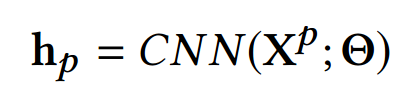 h_p = CNN(X^p; Θ)